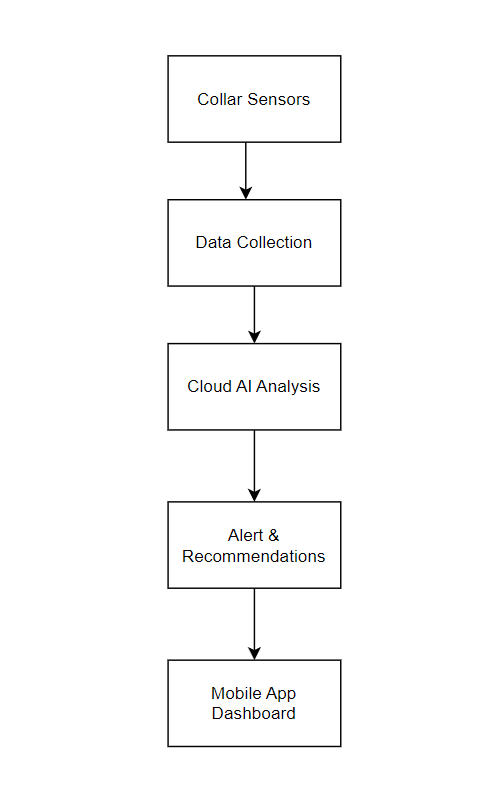 Collar Sensors
Data Collection
Cloud AI Analysis
Alert &
Recommendations
Mobile App
Dashboard